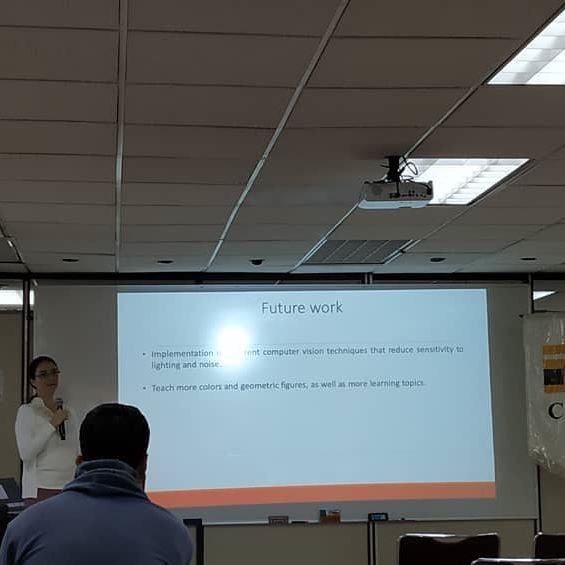 Future work
• Implementation rent computer vision techniques that reduce sensitivity to
lighting and noise.
• Teach more colors and geometric figures, as well as more learning topics.
C